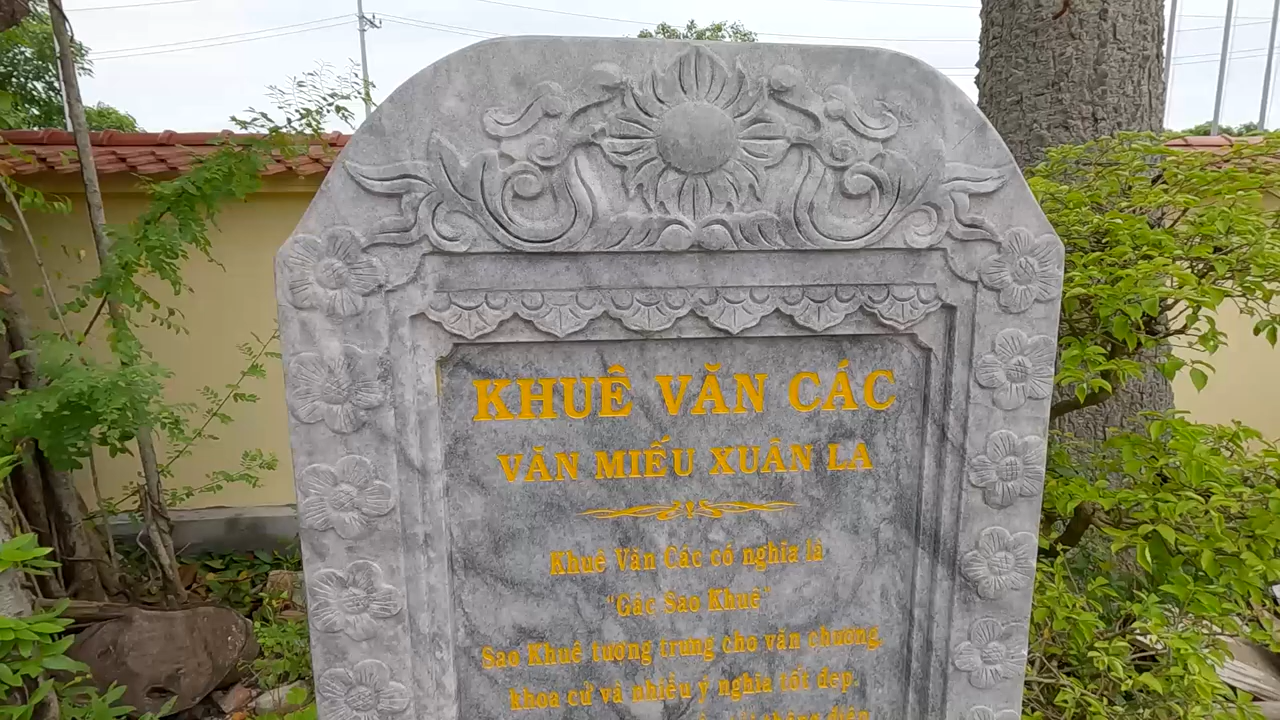 KHUÊ VĂN CÁC
VĂN MIẾU XUÂN LA
Khuê Văn Các có nghĩa là
"Gác Sao Khuê"
Sao Khuê tượng trưng cho văn chương,
khoa cử và nhiều ý nghĩa tốt đẹp.